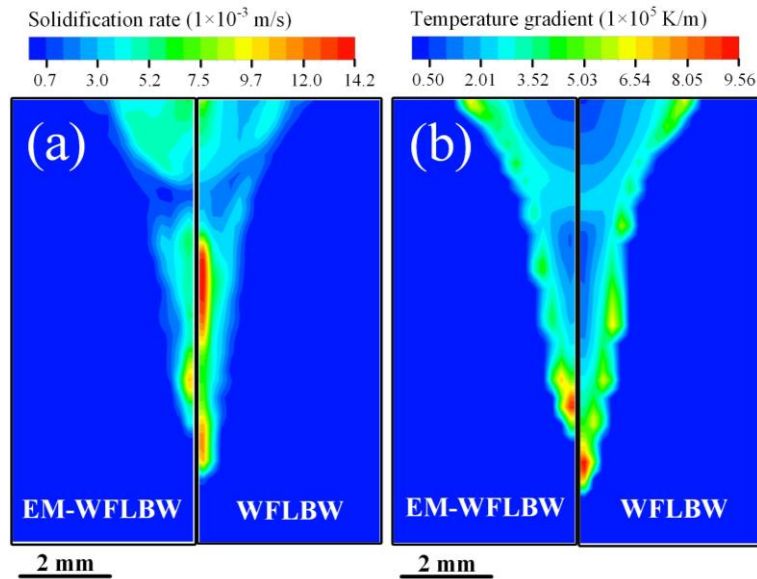 Solidification rate (1×10⁻³ m/s)
0.7 3.0 5.2 7.5 9.7 12.0 14.2
(a)
EM-WFLBW WFLBW
2 mm
Temperature gradient (1×10⁵ K/m)
0.50 2.01 3.52 5.03 6.54 8.05 9.56
(b)
EM-WFLBW WFLBW
2 mm